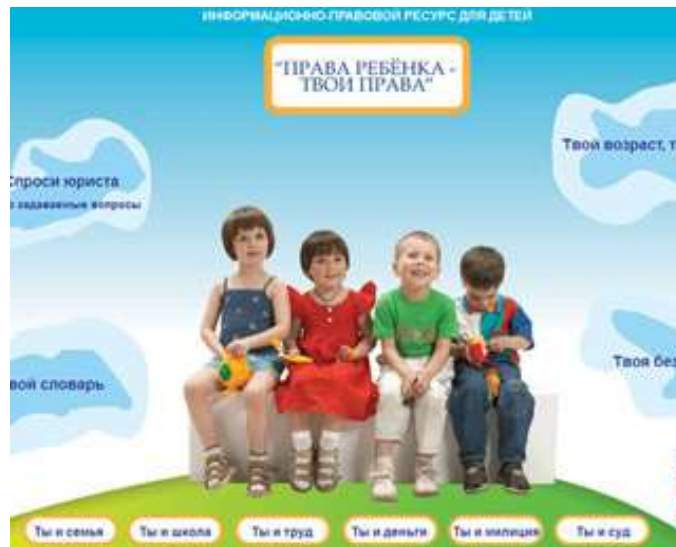 ИНФОРМАЦИОННО-ПРАВОВОЙ РЕСУРС ДЛЯ ДЕТЕЙ
"ПРАВА РЕБЁНКА -
ТВОИ ПРАВА"
Твой возраст, т
Спроси юриста
задаваемые вопросы
Твоя без
вой словарь
Ты и семья
Ты и школа
Ты и труд
Ты и деньги
Ты и милиция
Ты и суд